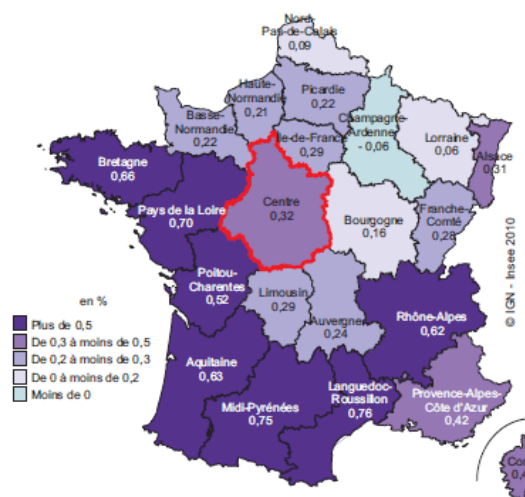 Nord-
Pas-de-Calais
0,09
Haute-
Normandie
0,21
Picardie
0,22
Basse-
Normandie
0,22
Île-de-France
0,29
Champagne-
Ardenne
- 0,06
Lorraine
0,06
Alsace
0,31
Bretagne
0,66
Pays de la Loire
0,70
Centre
0,32
Bourgogne
0,16
Franche-
Comté
0,28
Poitou-
Charentes
0,52
Limousin
0,29
Auvergne
0,24
Rhône-Alpes
0,62
Aquitaine
0,63
Midi-Pyrénées
0,75
Languedoc-
Roussillon
0,76
Provence-Alpes-
Côte d'Azur
0,42
en %
Plus de 0,5
De 0,3 à moins de 0,5
De 0,2 à moins de 0,3
De 0 à moins de 0,2
Moins de 0
© IGN - Insee 2010